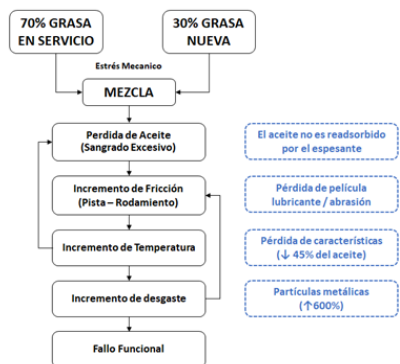 70% GRASA
EN SERVICIO
30% GRASA
NUEVA
Estrés Mecanico
MEZCLA
Perdida de Aceite
(Sangrado Excesivo)
El aceite no es readsorbido
por el espesante
Incremento de Fricción
(Pista – Rodamiento)
Pérdida de película
lubricante / abrasión
Incremento de Temperatura
Pérdida de características
(↓ 45% del aceite)
Incremento de desgaste
Partículas metálicas
(↑600%)
Fallo Funcional